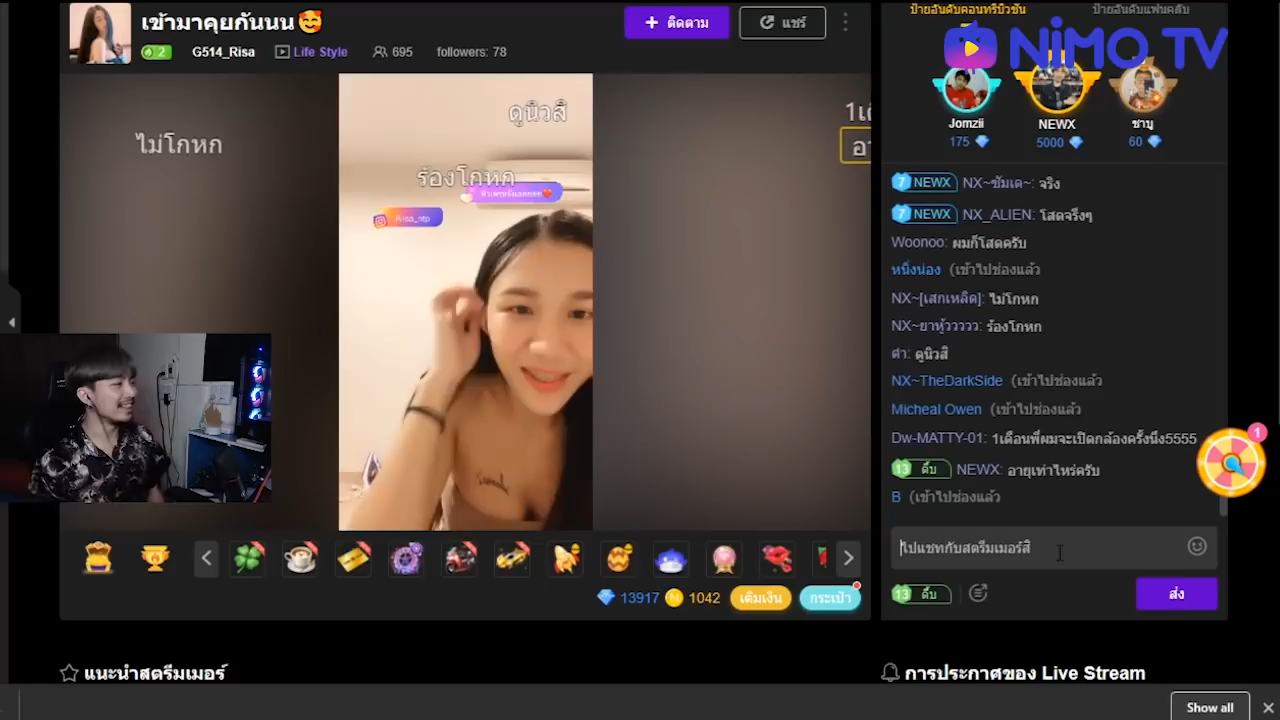 เข้ามาคุยกันนน
2 G514_Risa Life Style 695 followers: 78
+ ติดตาม
แชร์
ป้ายอันดับคอนทริบิวชัน
ป้ายอันดับแฟนคลับ
NiMO TV
Jomzii
175
NEWX
5000
ชาบู
60
ไม่โกหก
ดูนิวสิ
ร้องโกหก
7 NEWX NX~ซัมเด~: จริง
7 NEWX NX_ALIEN: โสดจริงๆ
Woonoo: ผมก็โสดครับ
หนึ่งน่อง (เข้าไปช่องแล้ว
NX~[เสกเหลิด]: ไม่โกหก
NX~ยาหู้ววววว: ร้องโกหก
ศำ: ดูนิวสิ
NX~TheDarkSide (เข้าไปช่องแล้ว
Micheal Owen (เข้าไปช่องแล้ว
Dw-MATTY-01: 1เดือนพี่ผมจะเปิดกล้องครั้งนึง5555
13 ดึ้บ NEWX: อายุเท่าไหร่ครับ
B (เข้าไปช่องแล้ว
1
ไปแชทกับสตรีมเมอร์สิ
13 ดึ้บ
ส่ง
13917 1042 เติมเงิน กระเป๋า
แนะนำสตรีมเมอร์
การประกาศของ Live Stream
Show all